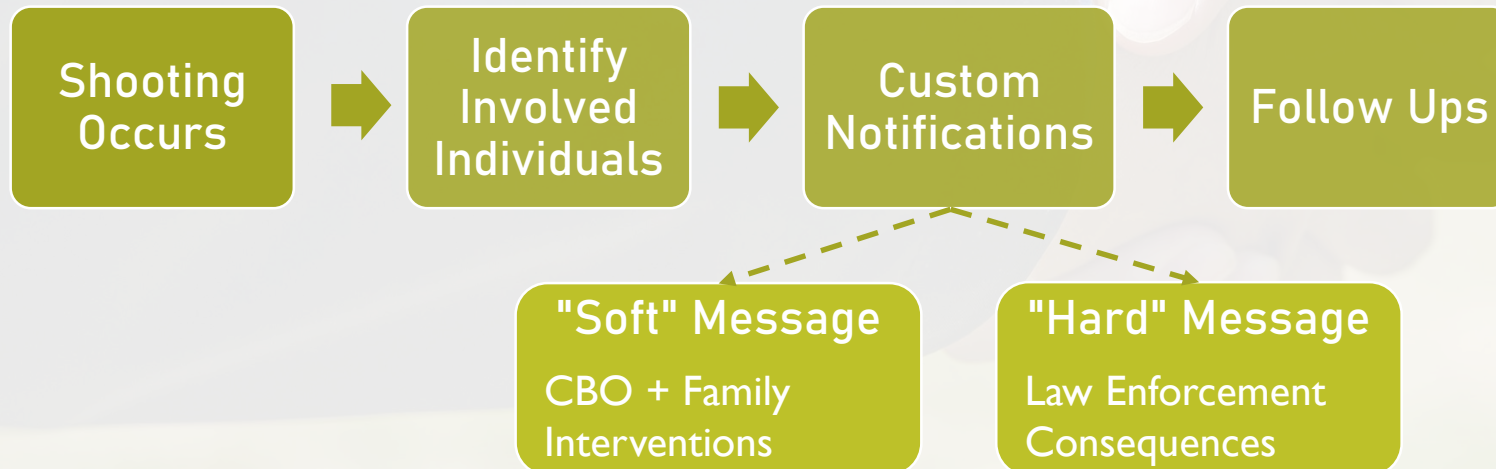 Shooting
Occurs
Identify
Involved
Individuals
Custom
Notifications
Follow Ups
"Soft" Message
CBO + Family
Interventions
"Hard" Message
Law Enforcement
Consequences